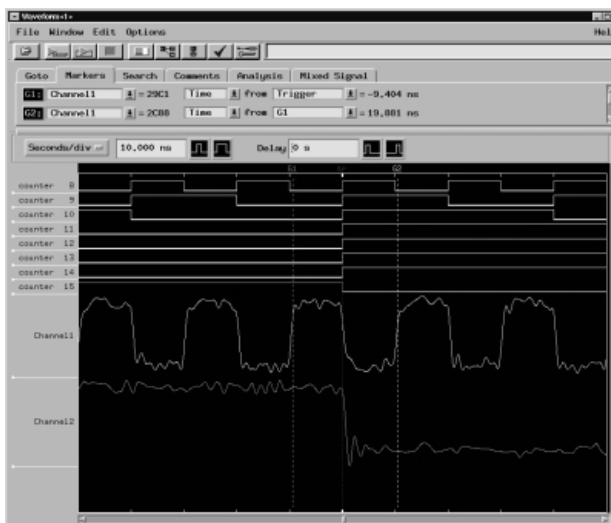 Waveform<1>
File Window Edit Options Hel
Goto Markers Search Comments Analysis Mixed Signal
G1: Channel1 = 29C1 Time from Trigger = -9.404 ns
G2: Channel1 = 2C80 Time from G1 = 19.881 ns
Seconds/div 10.000 ns Delay 0 s
G1 G2
counter 8
counter 9
counter 10
counter 11
counter 12
counter 13
counter 14
counter 15
Channel1
Channel2